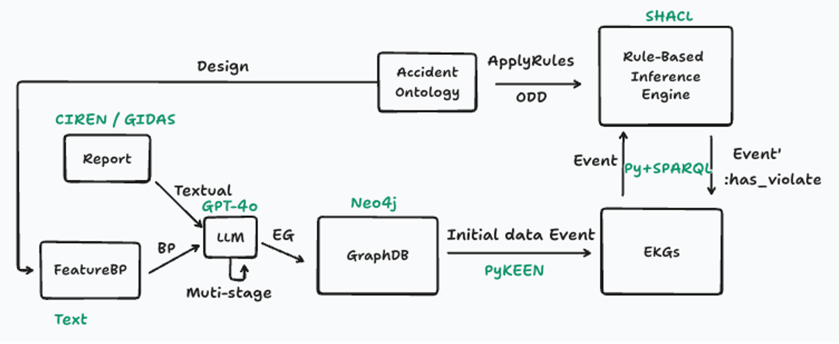 SHACL
Design
Accident
Ontology
ApplyRules
ODD
Rule-Based
Inference
Engine
CIREN / GIDAS
Report
Textual
GPT-4o
Event
Py+SPARQL
Event'
:has_violate
Neo4j
BP
LLM
EG
GraphDB
Initial data Event
PyKEEN
EKGs
FeatureBP
Muti-stage
Text